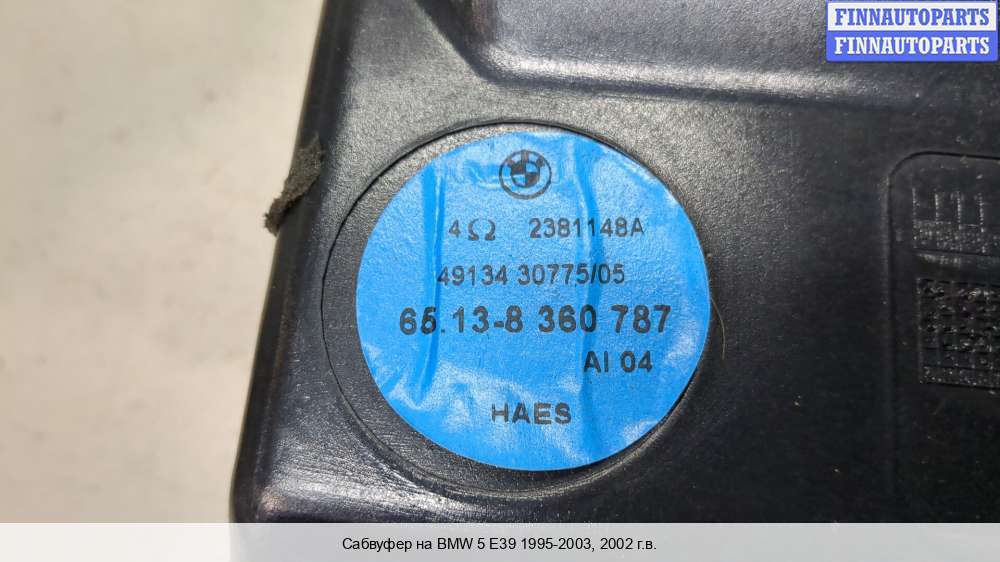 FINNAUTOPARTS
FINNAUTOPARTS
4Ω 2381148A
49134 30775/05
65.13-8 360 787
AI 04
HAES
Сабвуфер на BMW 5 E39 1995-2003, 2002 г.в.